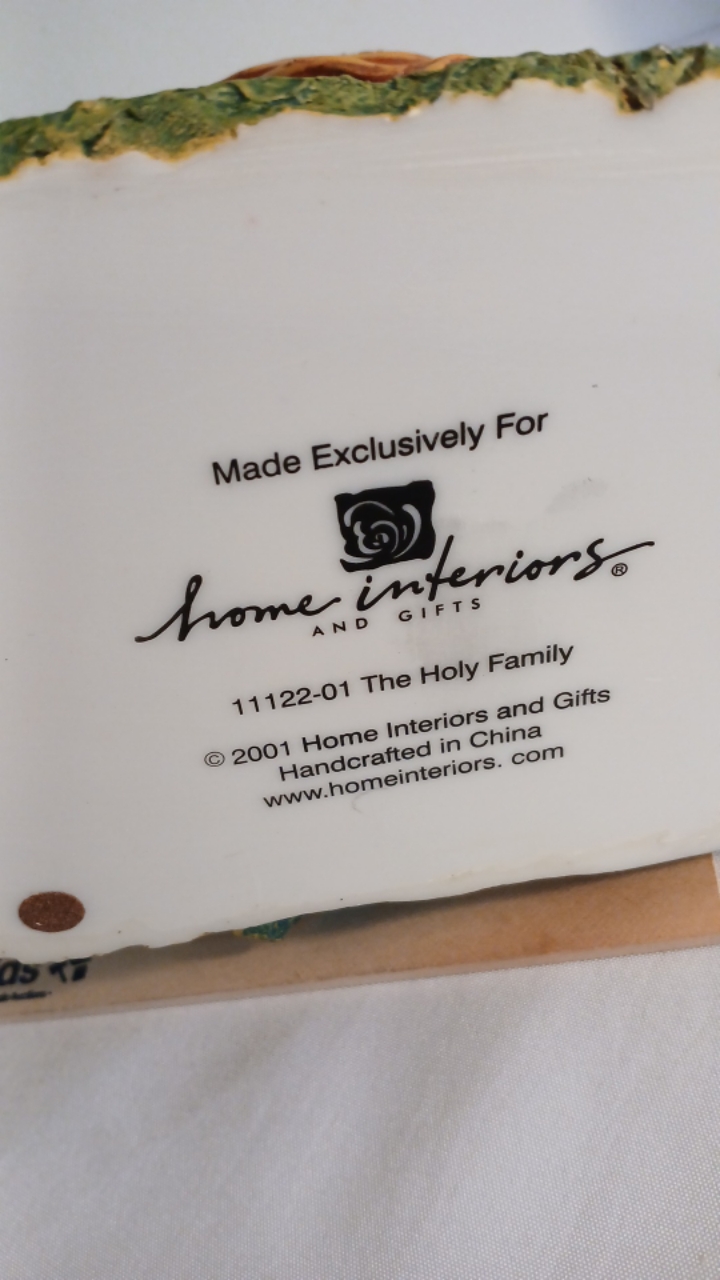 Made Exclusively For
home interiors®
AND GIFTS
11122-01 The Holy Family
© 2001 Home Interiors and Gifts
Handcrafted in China
www.homeinteriors. com